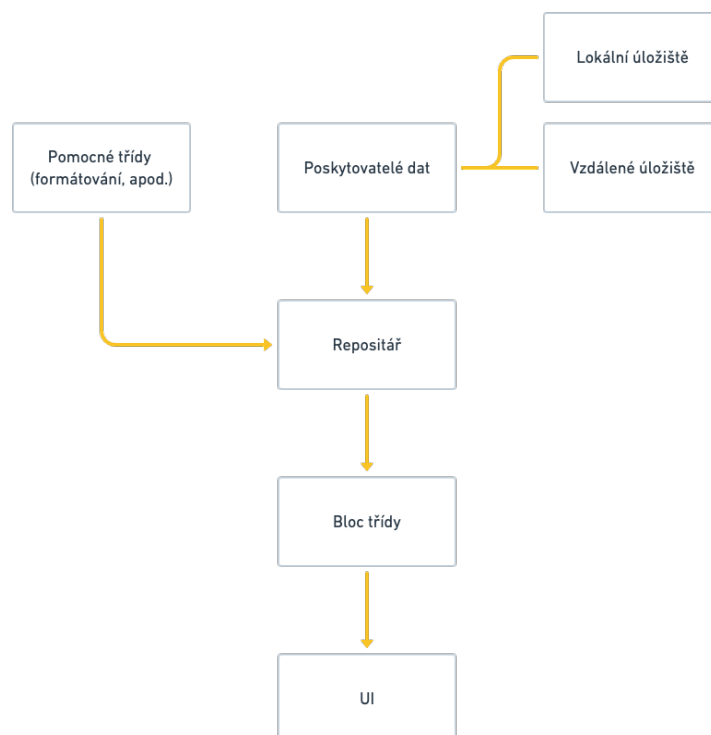 Lokální úložiště
Pomocné třídy
(formátování, apod.)
Poskytovatelé dat
Vzdálené úložiště
Repositář
Bloc třídy
UI